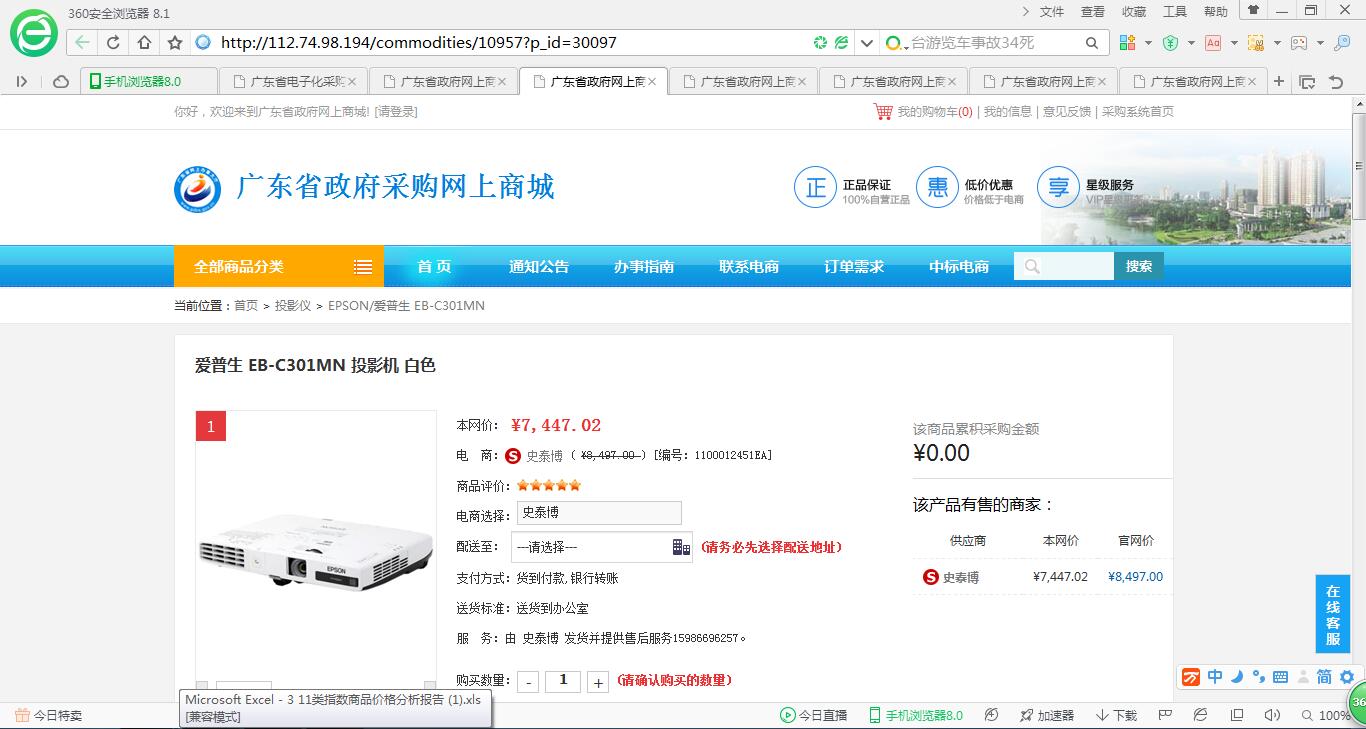 360安全浏览器 8.1
文件 查看 收藏 工具 帮助
http://112.74.98.194/commodities/10957?p_id=30097
台游览车事故34死
手机浏览器8.0 广东省电子化采购 广东省政府网上商 广东省政府网上商 广东省政府网上商 广东省政府网上商 广东省政府网上商 广东省政府网上商
你好，欢迎来到广东省政府网上商城! [请登录]
我的购物车(0) | 我的信息 | 意见反馈 | 采购系统首页
广东省政府采购网上商城
正 正品保证 100%自营正品
惠 低价优惠 价格低于电商
享 星级服务
全部商品分类 首 页 通知公告 办事指南 联系电商 订单需求 中标电商 搜索
当前位置：首页 > 投影仪 > EPSON/爱普生 EB-C301MN
爱普生 EB-C301MN 投影机 白色
1
EPSON
本网价： ¥7,447.02
电 商： S 史泰博 ( ¥8,497.00 ) [编号：1100012451EA]
商品评价：
电商选择： 史泰博
配送至： ---请选择--- (请务必先选择配送地址)
支付方式：货到付款,银行转账
送货标准：送货到办公室
服 务：由 史泰博 发货并提供售后服务15986696257。
购买数量： - 1 + (请确认购买的数量)
该商品累积采购金额
¥0.00
该产品有售的商家：
供应商 本网价 官网价
S 史泰博 ¥7,447.02 ¥8,497.00
在线客服
中 简
36
Microsoft Excel - 3 11类指数商品价格分析报告 (1).xls
[兼容模式]
今日特卖 今日直播 手机浏览器8.0 加速器 下载 100%